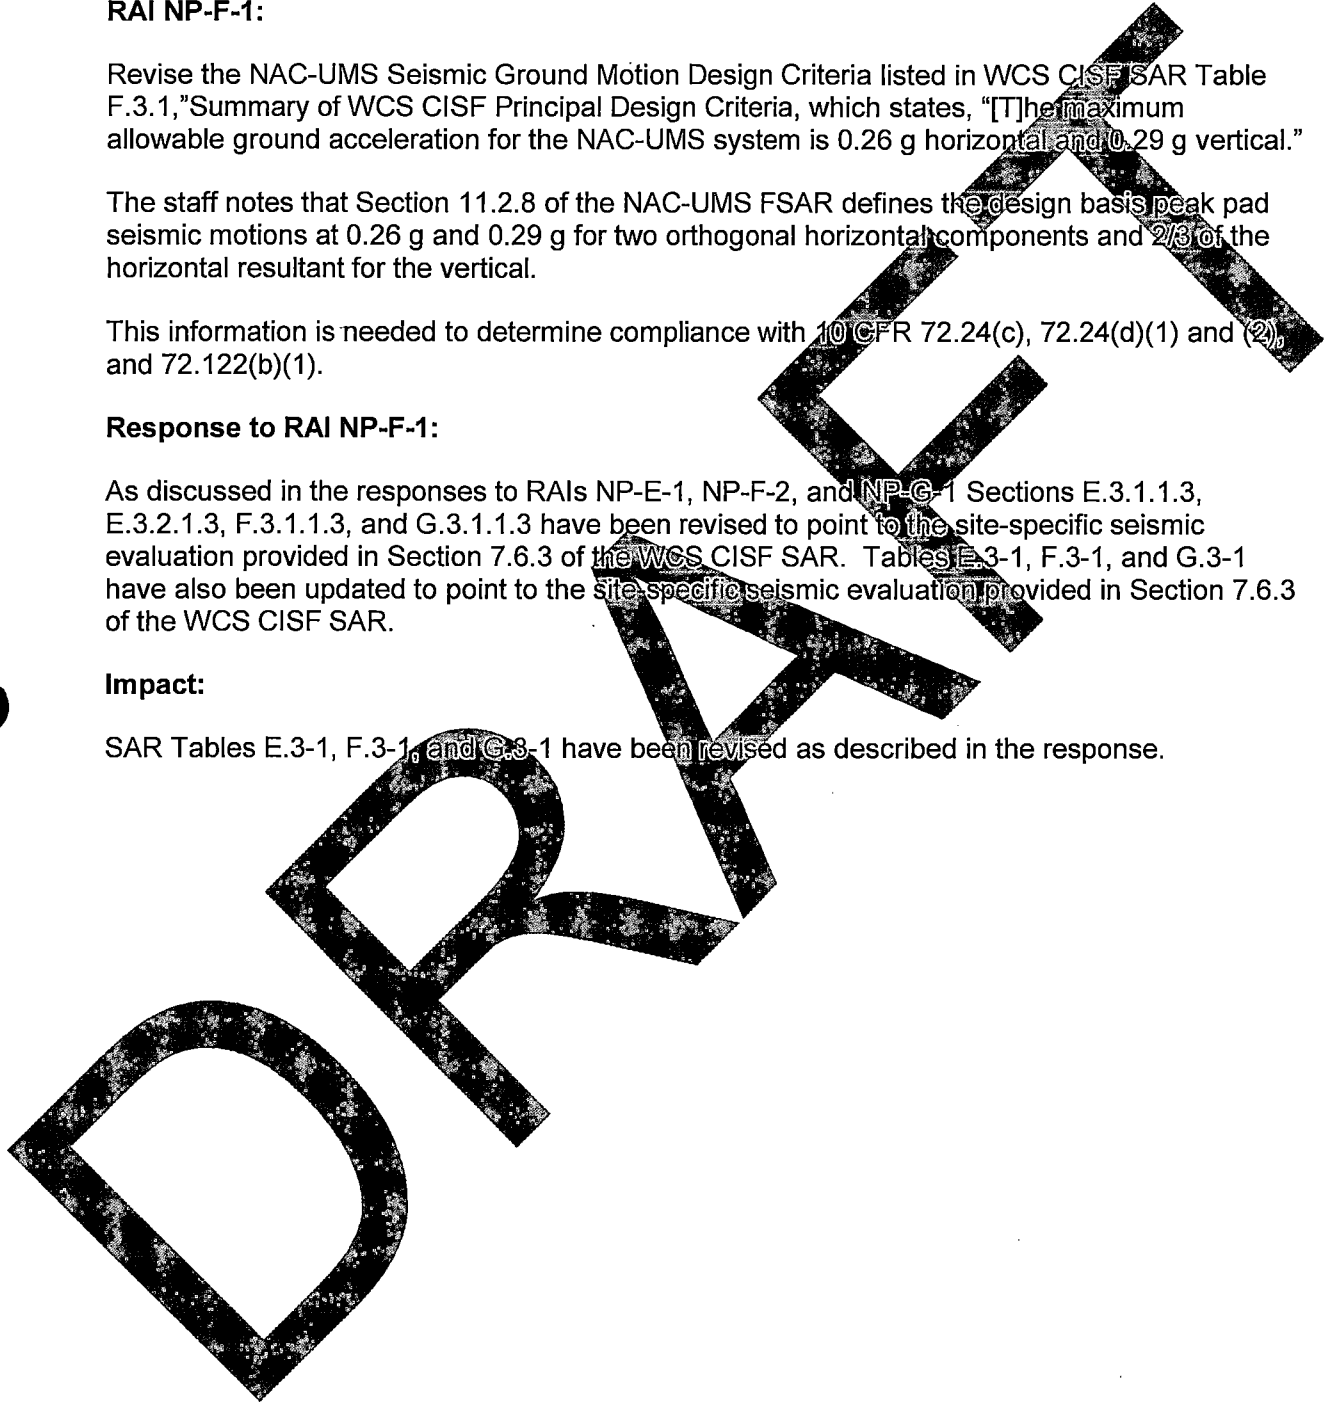 RAI NP-F-1:
Revise the NAC-UMS Seismic Ground Motion Design Criteria listed in WCS CISF SAR Table
F.3.1,"Summary of WCS CISF Principal Design Criteria, which states, “[T]he maximum
allowable ground acceleration for the NAC-UMS system is 0.26 g horizontal and 0.29 g vertical.”
The staff notes that Section 11.2.8 of the NAC-UMS FSAR defines the design basis peak pad
seismic motions at 0.26 g and 0.29 g for two orthogonal horizontal components and 2/3 of the
horizontal resultant for the vertical.
This information is needed to determine compliance with 10 CFR 72.24(c), 72.24(d)(1) and (2),
and 72.122(b)(1).
Response to RAI NP-F-1:
As discussed in the responses to RAIs NP-E-1, NP-F-2, and NP-G-1 Sections E.3.1.1.3,
E.3.2.1.3, F.3.1.1.3, and G.3.1.1.3 have been revised to point to the site-specific seismic
evaluation provided in Section 7.6.3 of the WCS CISF SAR. Tables E.3-1, F.3-1, and G.3-1
have also been updated to point to the site-specific seismic evaluation provided in Section 7.6.3
of the WCS CISF SAR.
Impact:
SAR Tables E.3-1, F.3-1, and G.3-1 have been revised as described in the response.
DRAFT